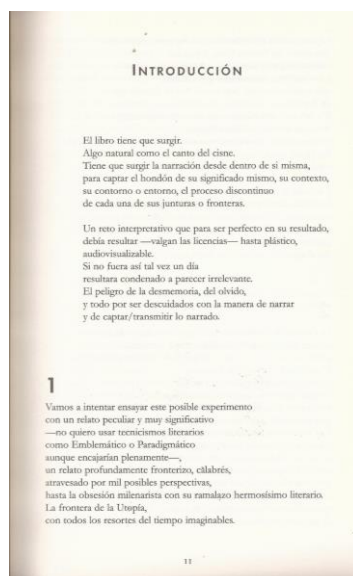 INTRODUCCIÓN
El libro tiene que surgir.
Algo natural como el canto del cisne.
Tiene que surgir la narración desde dentro de si misma,
para captar el hondón de su significado mismo, su contexto,
su contorno o entorno, el proceso discontinuo
de cada una de sus junturas o fronteras.
Un reto interpretativo que para ser perfecto en su resultado,
debía resultar —valgan las licencias— hasta plástico,
audiovisualizable.
Si no fuera así tal vez un día
resultara condenado a parecer irrelevante.
El peligro de la desmemoria, del olvido,
y todo por ser descuidados con la manera de narrar
y de captar/transmitir lo narrado.
1
Vamos a intentar ensayar este posible experimento
con un relato peculiar y muy significativo
—no quiero usar tecnicismos literarios
como Emblemático o Paradigmático
aunque encajarían plenamente—,
un relato profundamente fronterizo, calabrés,
atravesado por mil posibles perspectivas,
hasta la obsesión milenarista con su ramalazo hermosísimo literario.
La frontera de la Utopía,
con todos los resortes del tiempo imaginables.
11